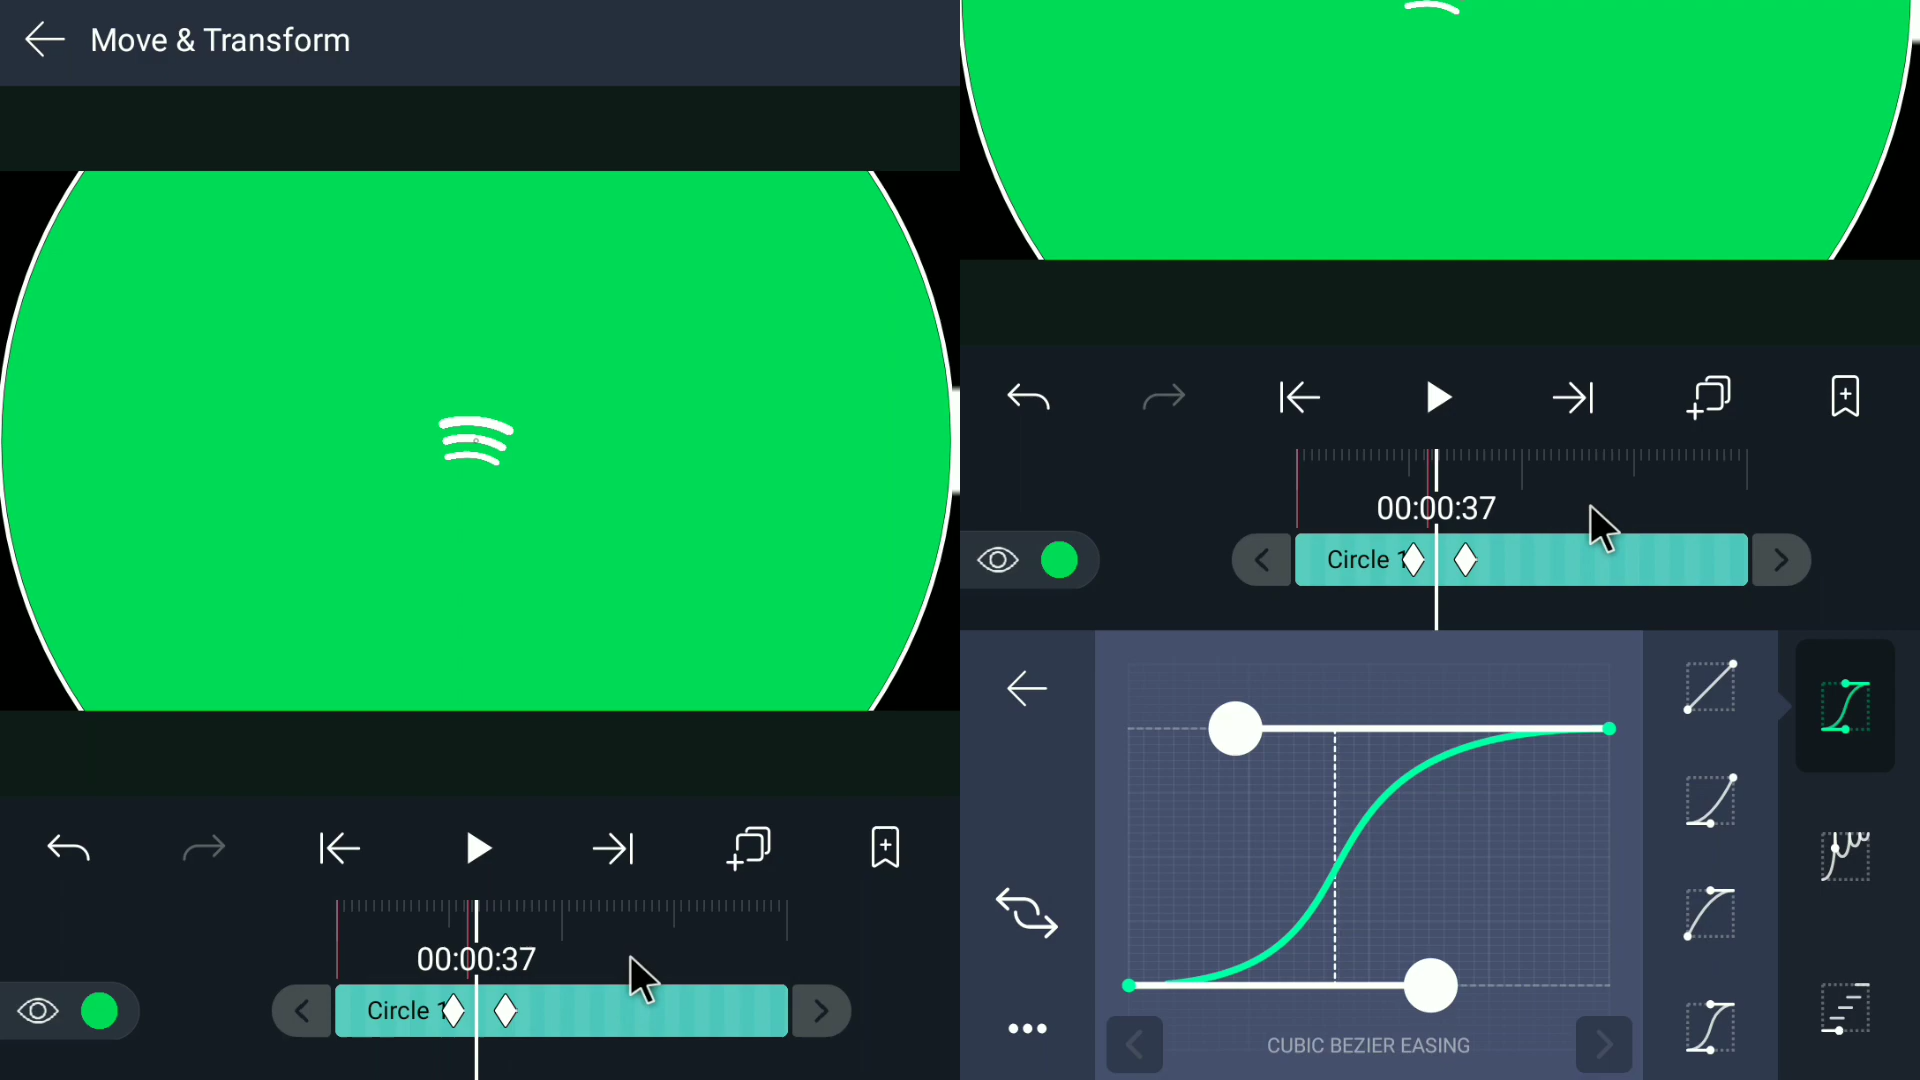 Move & Transform
00:00:37
Circle 1
00:00:37
Circle 1
CUBIC BEZIER EASING